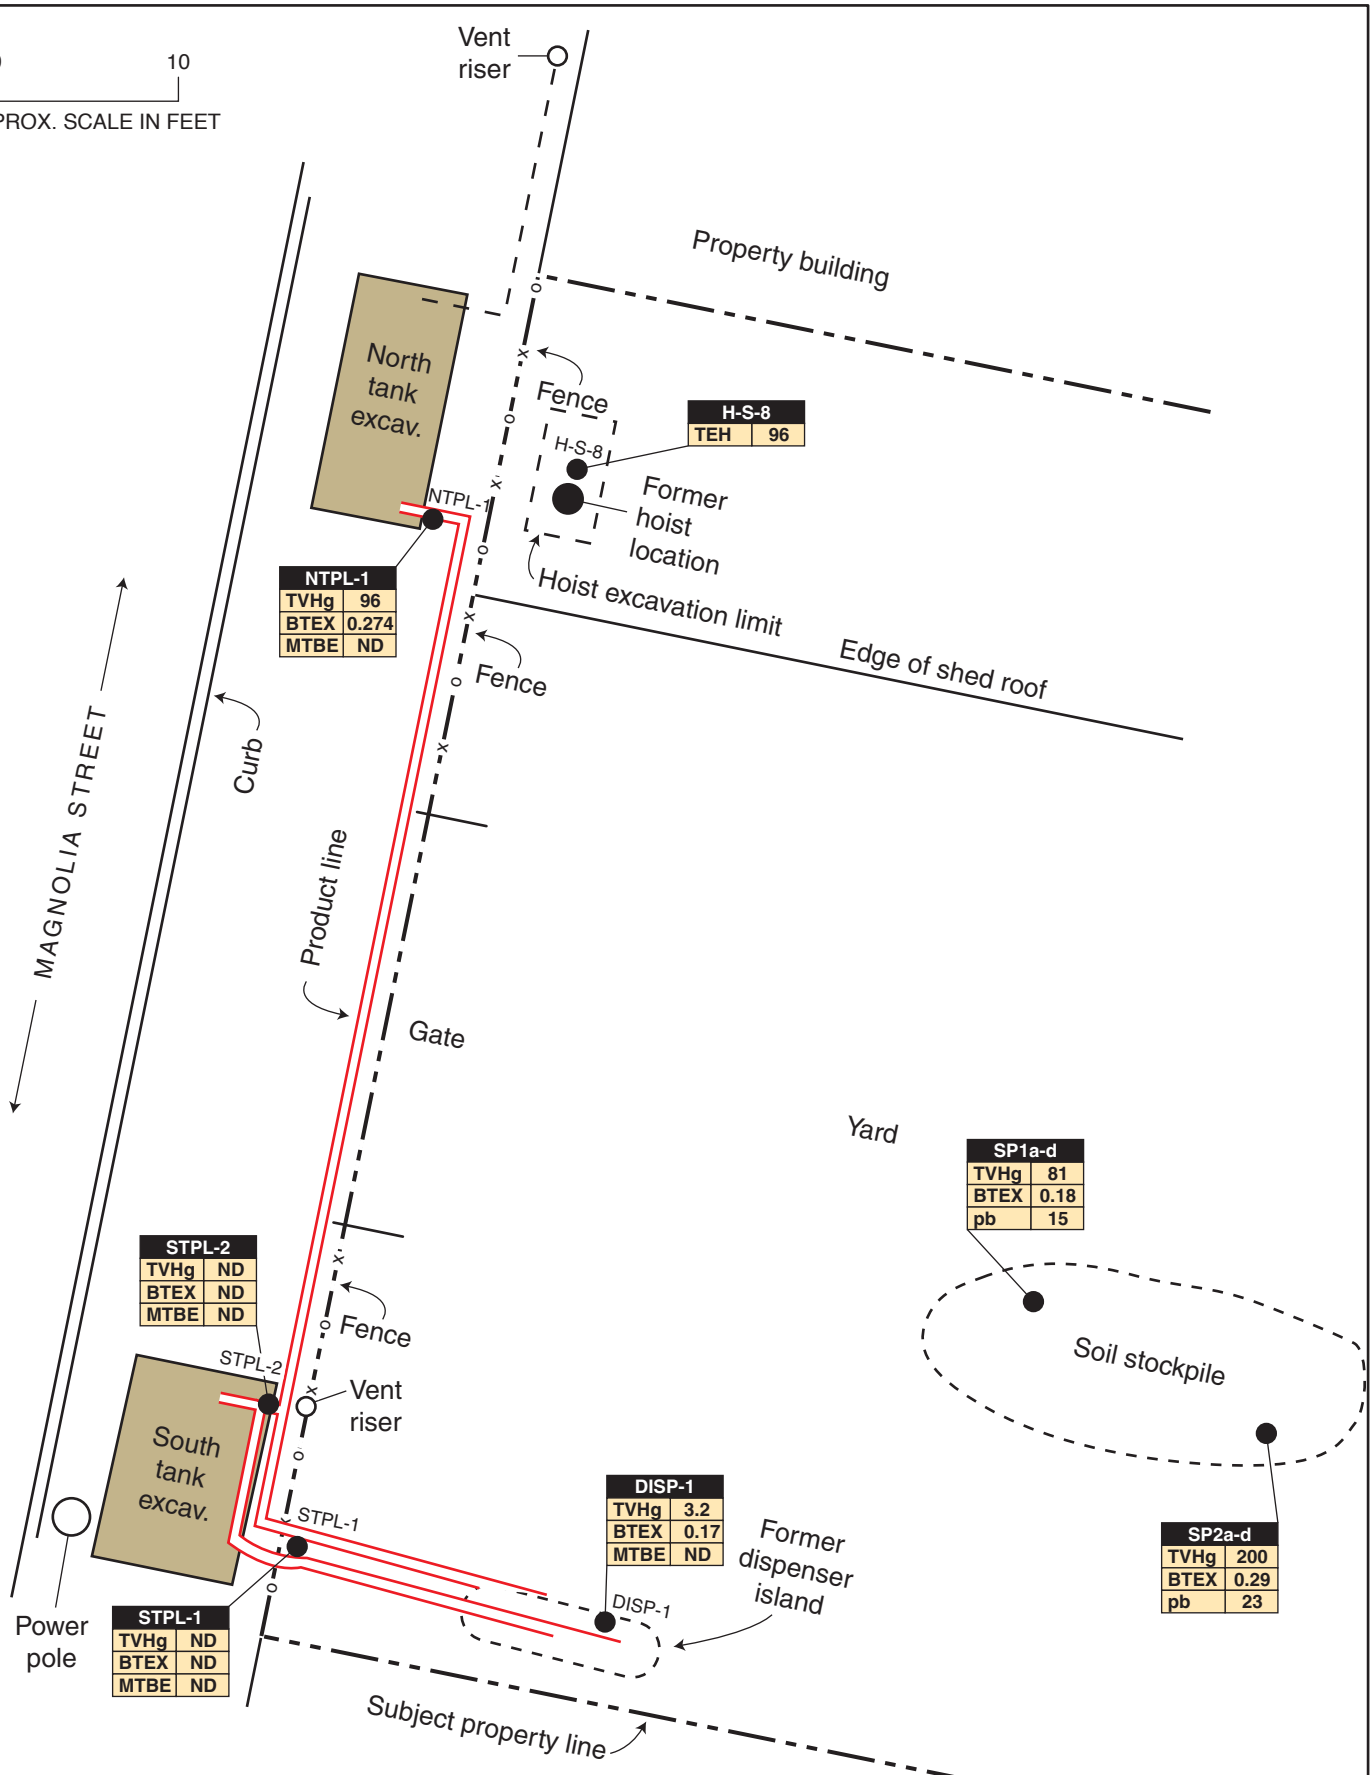 10
APPROX. SCALE IN FEET
Vent
riser
Property building
North
tank
excav.
Fence
H-S-8
TEH 96
H-S-8
Former
hoist
location
NTPL-1
Hoist excavation limit
NTPL-1
TVHg 96
BTEX 0.274
MTBE ND
Edge of shed roof
Fence
MAGNOLIA STREET
Curb
Product line
Gate
Yard
SP1a-d
TVHg 81
BTEX 0.18
pb 15
STPL-2
TVHg ND
BTEX ND
MTBE ND
Fence
STPL-2
Soil stockpile
Vent
riser
South
tank
excav.
STPL-1
DISP-1
TVHg 3.2
BTEX 0.17
MTBE ND
Former
dispenser
island
SP2a-d
TVHg 200
BTEX 0.29
pb 23
DISP-1
Power
pole
STPL-1
TVHg ND
BTEX ND
MTBE ND
Subject property line